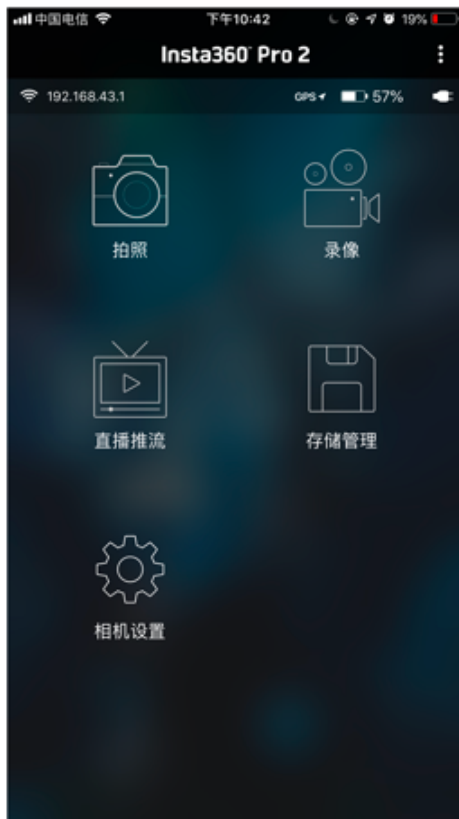 中国电信 下午10:42 19%
Insta360 Pro 2
192.168.43.1 GPS 57%
拍照 录像
直播推流 存储管理
相机设置